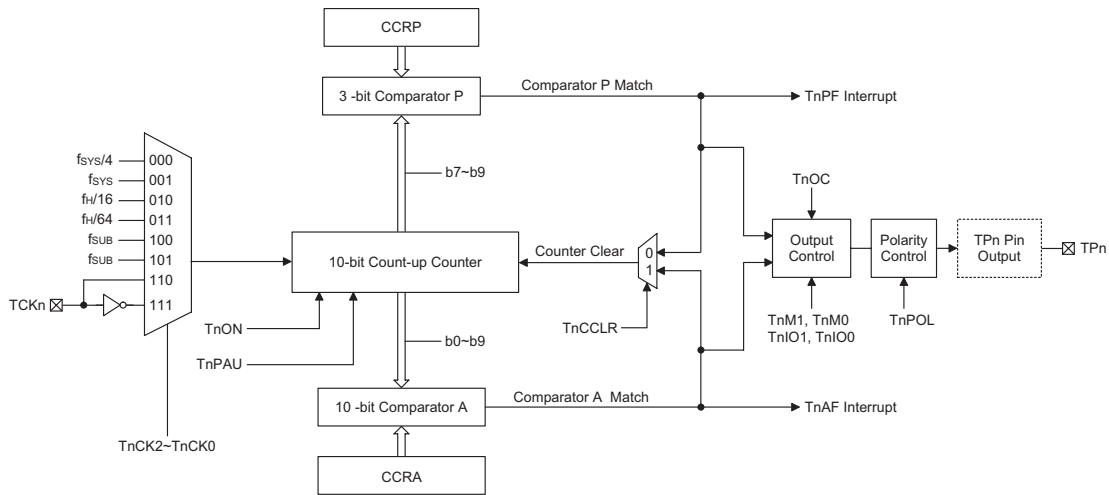 CCRP
3 -bit Comparator P
Comparator P Match
TnPF Interrupt
b7~b9
fSYS/4
000
fSYS
001
fH/16
010
fH/64
011
fSUB
100
fSUB
101
110
111
TCKn
TnCK2~TnCK0
10-bit Count-up Counter
Counter Clear
0
1
TnON
TnPAU
TnCCLR
b0~b9
TnOC
Output
Control
TnM1, TnM0
TnIO1, TnIO0
Polarity
Control
TnPOL
TPn Pin
Output
TPn
10 -bit Comparator A
Comparator A Match
TnAF Interrupt
CCRA